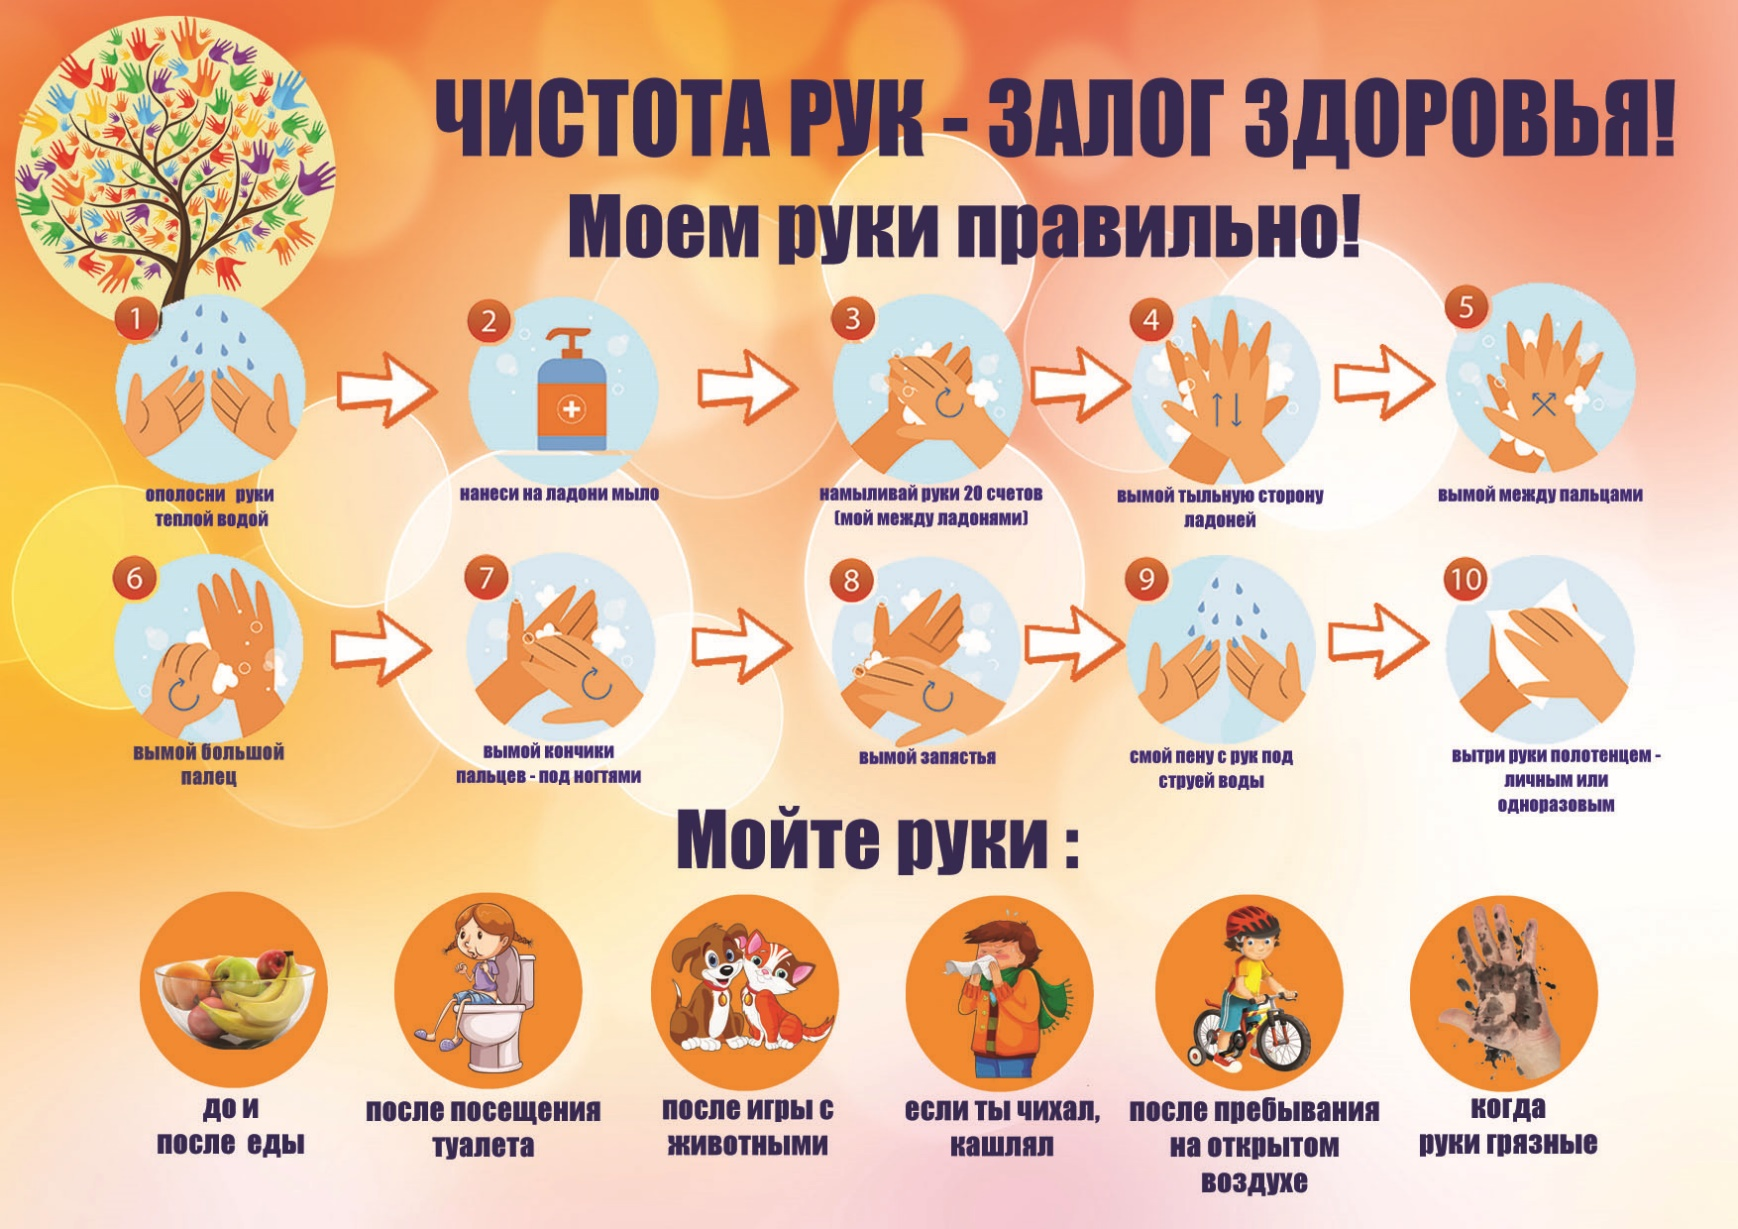 ЧИСТОТА РУК - ЗАЛОГ ЗДОРОВЬЯ!
Моем руки правильно!
1
ополосни руки
теплой водой
2
нанеси на ладони мыло
3
намыливай руки 20 счетов
(мой между ладонями)
4
вымой тыльную сторону
ладоней
5
вымой между пальцами
6
вымой большой
палец
7
вымой кончики
пальцев - под ногтями
8
вымой запястья
9
смой пену с рук под
струей воды
10
вытри руки полотенцем -
личным или
одноразовым
Мойте руки :
до и
после еды
после посещения
туалета
после игры с
животными
если ты чихал,
кашлял
после пребывания
на открытом
воздухе
когда
руки грязные